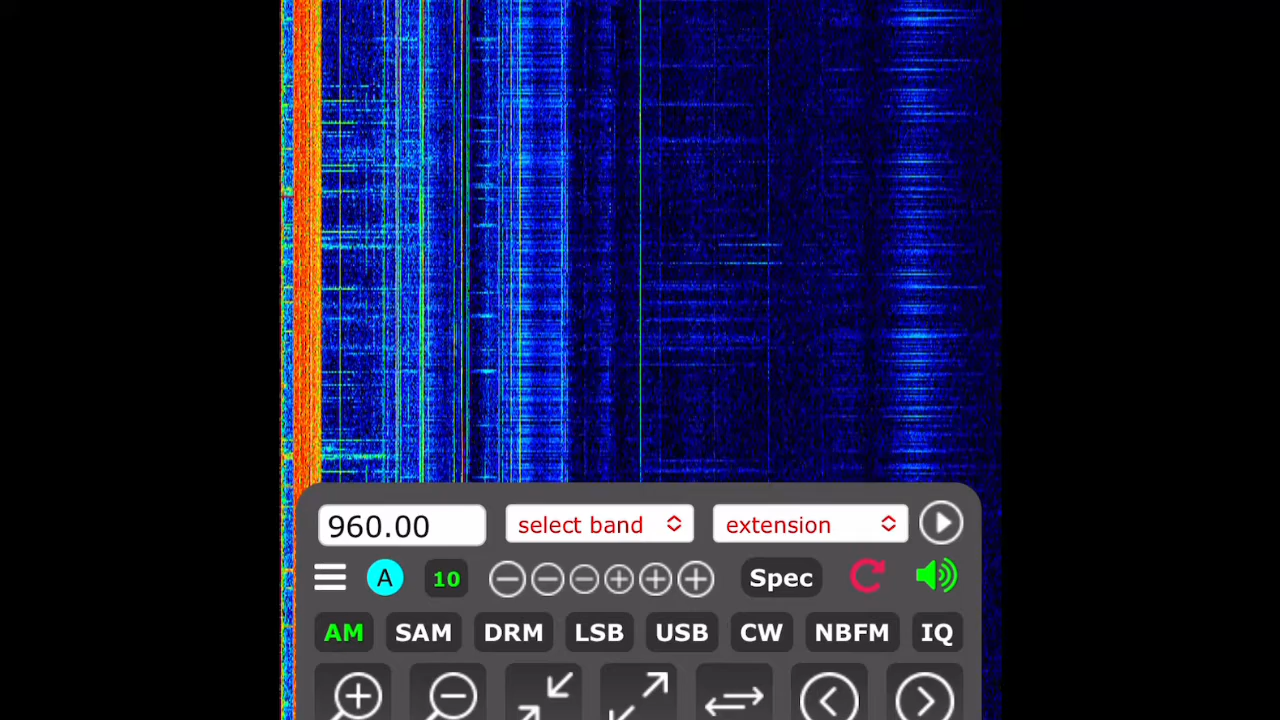 960.00 select band extension
A 10 Spec
AM SAM DRM LSB USB CW NBFM IQ